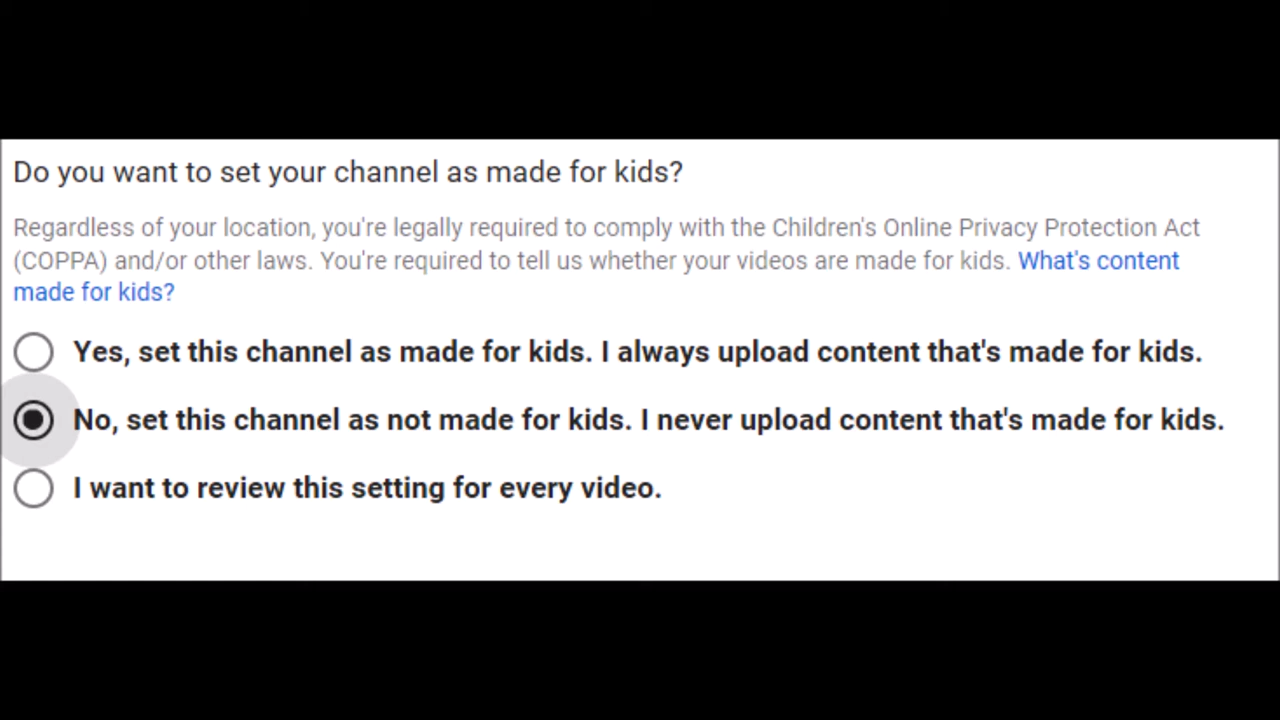 Do you want to set your channel as made for kids?
Regardless of your location, you're legally required to comply with the Children's Online Privacy Protection Act
(COPPA) and/or other laws. You're required to tell us whether your videos are made for kids. What's content
made for kids?
Yes, set this channel as made for kids. I always upload content that's made for kids.
No, set this channel as not made for kids. I never upload content that's made for kids.
I want to review this setting for every video.